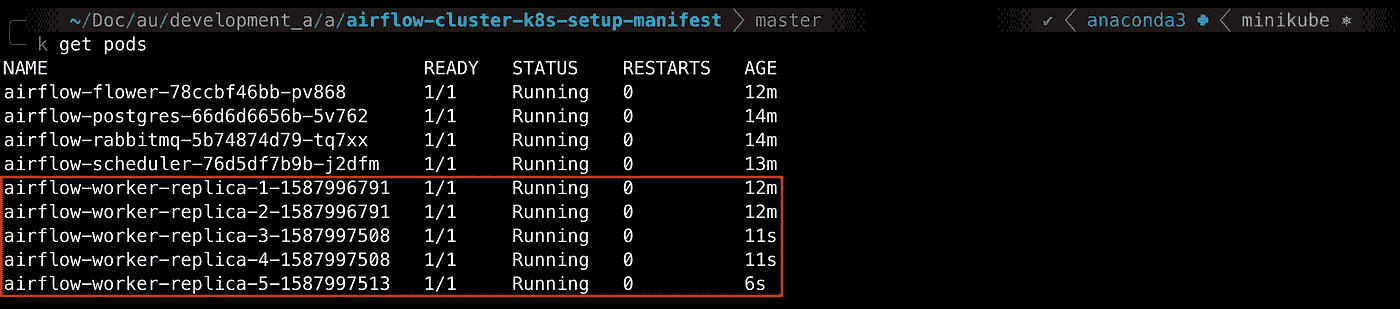 ~/Doc/au/development_a/a/airflow-cluster-k8s-setup-manifest master ✔ anaconda3 minikube ⎈
k get pods
NAME READY STATUS RESTARTS AGE
airflow-flower-78ccbf46bb-pv868 1/1 Running 0 12m
airflow-postgres-66d6d6656b-5v762 1/1 Running 0 14m
airflow-rabbitmq-5b74874d79-tq7xx 1/1 Running 0 14m
airflow-scheduler-76d5df7b9b-j2dfm 1/1 Running 0 13m
airflow-worker-replica-1-1587996791 1/1 Running 0 12m
airflow-worker-replica-2-1587996791 1/1 Running 0 12m
airflow-worker-replica-3-1587997508 1/1 Running 0 11s
airflow-worker-replica-4-1587997508 1/1 Running 0 11s
airflow-worker-replica-5-1587997513 1/1 Running 0 6s